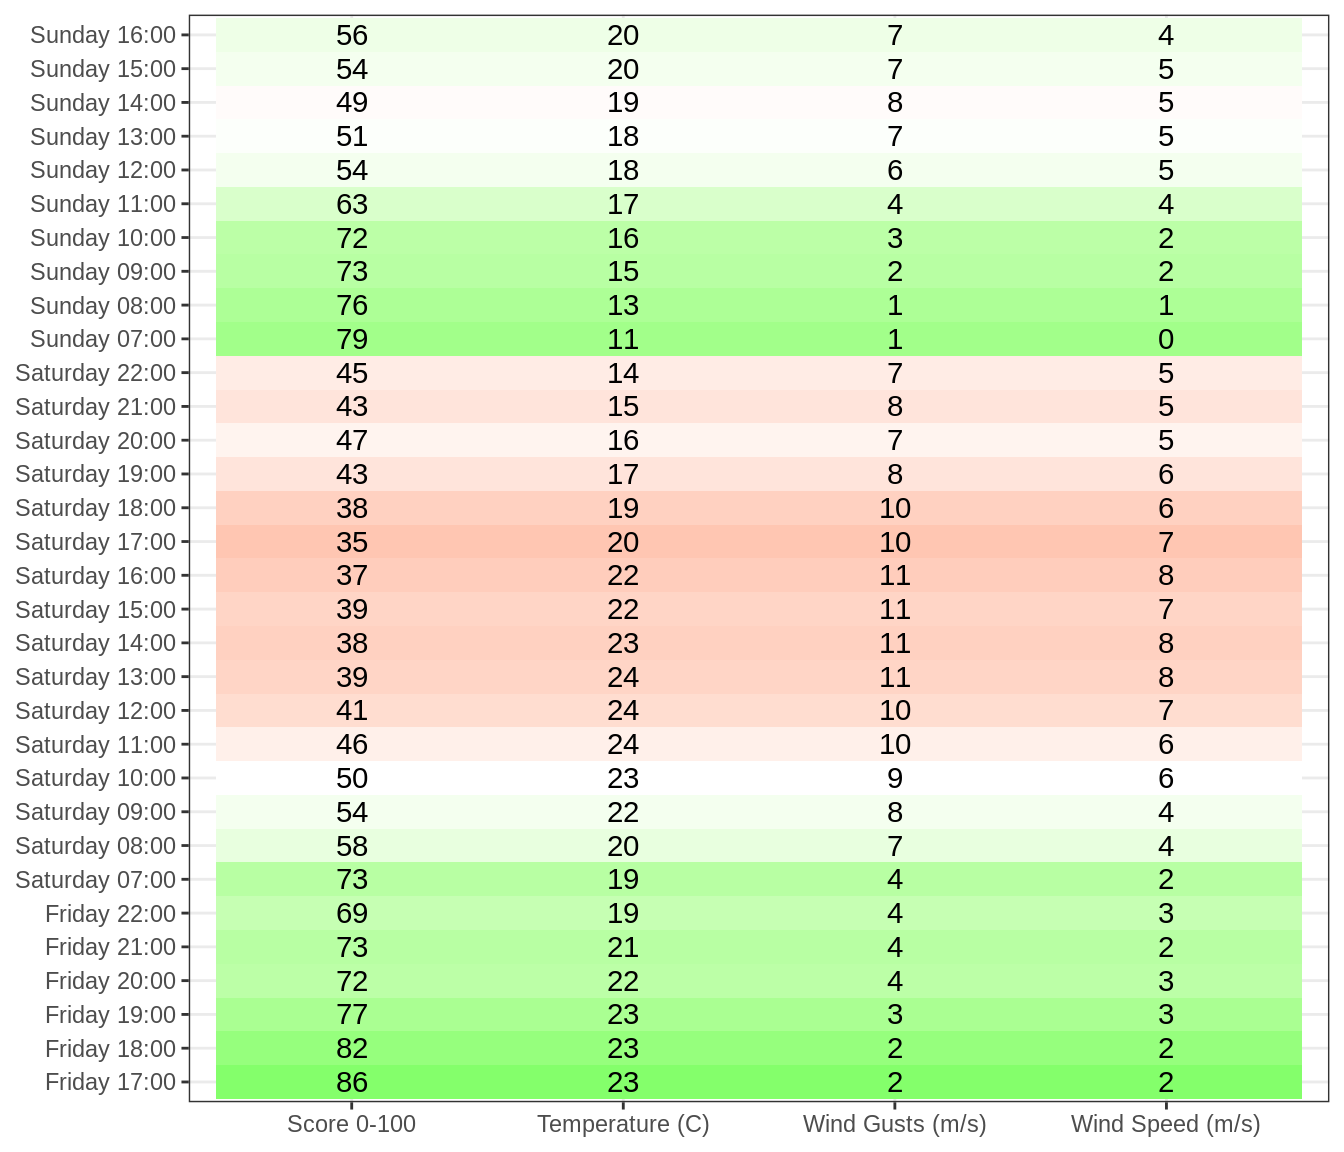 Sunday 16:00 56 20 7 4
Sunday 15:00 54 20 7 5
Sunday 14:00 49 19 8 5
Sunday 13:00 51 18 7 5
Sunday 12:00 54 18 6 5
Sunday 11:00 63 17 4 4
Sunday 10:00 72 16 3 2
Sunday 09:00 73 15 2 2
Sunday 08:00 76 13 1 1
Sunday 07:00 79 11 1 0
Saturday 22:00 45 14 7 5
Saturday 21:00 43 15 8 5
Saturday 20:00 47 16 7 5
Saturday 19:00 43 17 8 6
Saturday 18:00 38 19 10 6
Saturday 17:00 35 20 10 7
Saturday 16:00 37 22 11 8
Saturday 15:00 39 22 11 7
Saturday 14:00 38 23 11 8
Saturday 13:00 39 24 11 8
Saturday 12:00 41 24 10 7
Saturday 11:00 46 24 10 6
Saturday 10:00 50 23 9 6
Saturday 09:00 54 22 8 4
Saturday 08:00 58 20 7 4
Saturday 07:00 73 19 4 2
Friday 22:00 69 19 4 3
Friday 21:00 73 21 4 2
Friday 20:00 72 22 4 3
Friday 19:00 77 23 3 3
Friday 18:00 82 23 2 2
Friday 17:00 86 23 2 2
Score 0-100 Temperature (C) Wind Gusts (m/s) Wind Speed (m/s)